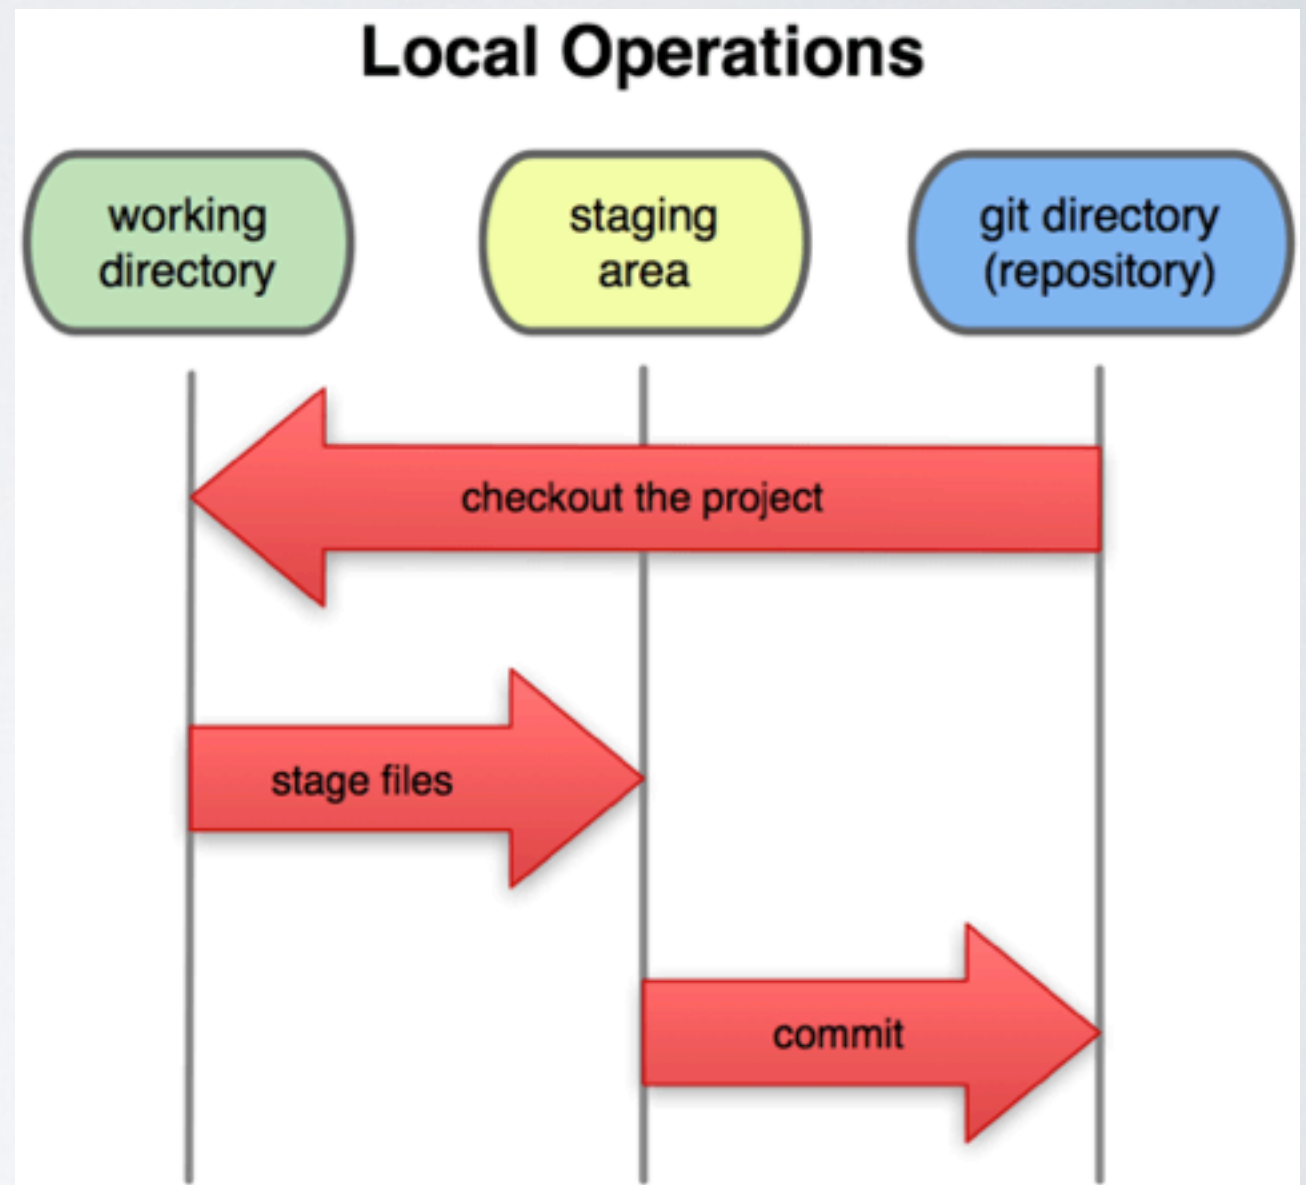 Local Operations
working
directory
staging
area
git directory
(repository)
checkout the project
stage files
commit